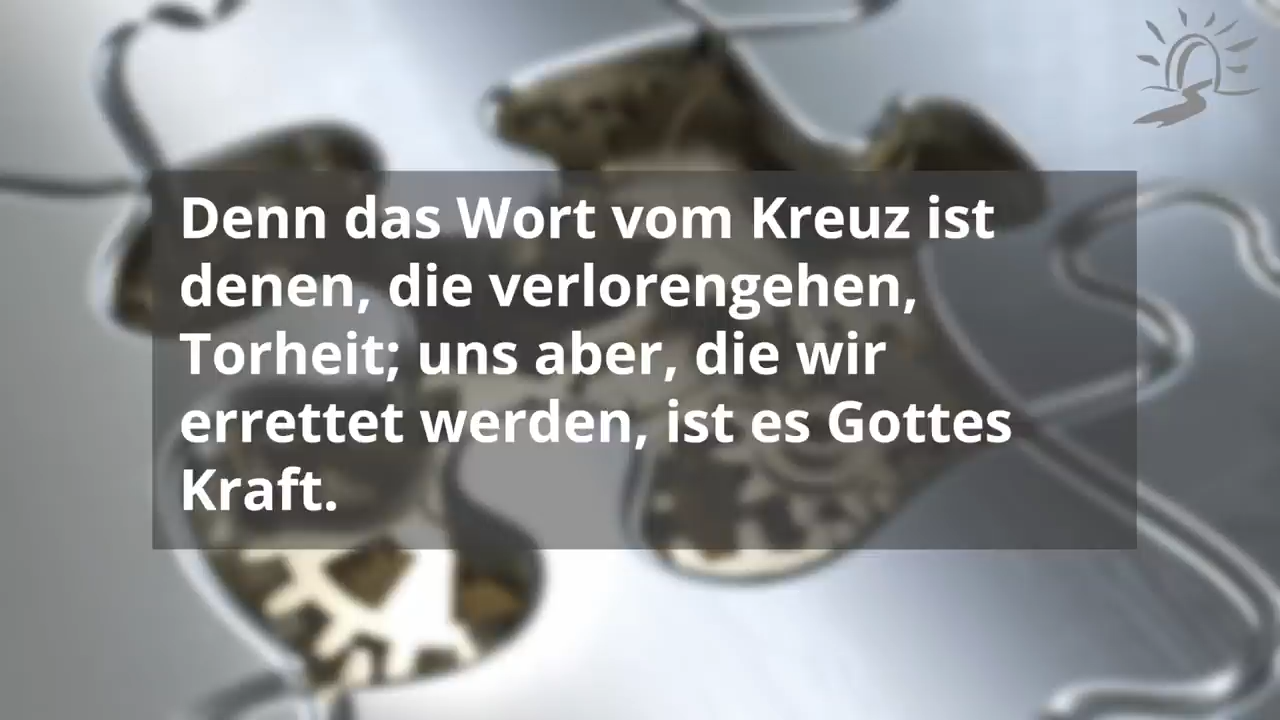 Denn das Wort vom Kreuz ist
denen, die verlorengehen,
Torheit; uns aber, die wir
errettet werden, ist es Gottes
Kraft.